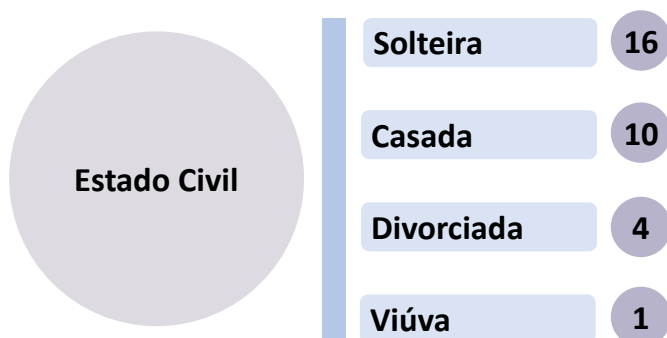 Estado Civil
Solteira 16
Casada 10
Divorciada 4
Viúva 1